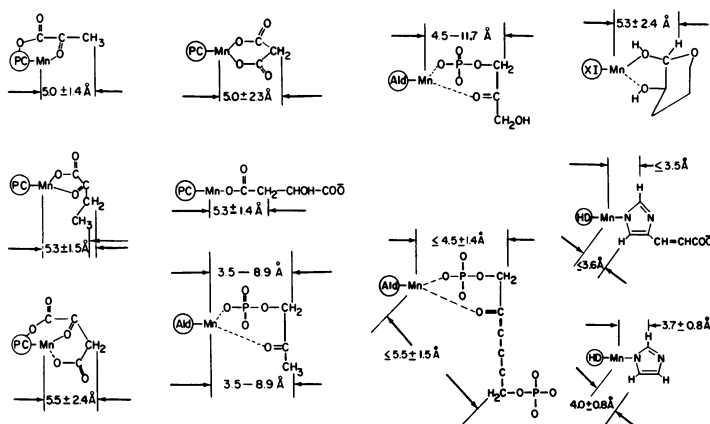 O
C O CH₃
O C C
PC Mn O
5.0 ± 1.4 Å
O
O C
PC Mn CH₂
O C
O
5.0 ± 2.3 Å
4.5 – 11.7 Å
O
O P O CH₂
O
Ald Mn
O C
CH₂OH
5.3 ± 2.4 Å
H
HO C O
XI Mn
H O
O
O C
PC Mn C
O
CH₂
CH₃
5.3 ± 1.5 Å
O
PC Mn O C CH₂ CHOH COO̅
5.3 ± 1.4 Å
≤ 3.5 Å
H
HD Mn N N
H CH=CCOO̅
≤3.6 Å
O
C O
O C
PC Mn O CH₂
O C
O
5.5 ± 2.4 Å
3.5 – 8.9 Å
O
O P O CH₂
O
Ald Mn
O C
CH₃
3.5 – 8.9 Å
≤ 4.5 ± 1.4 Å
O
O P O CH₂
O
Ald Mn
O C
C
C
C
≤ 5.5 ± 1.5 Å
O
H₂C O P O
O
3.7 ± 0.8 Å
H
HD Mn N N
H H
4.0 ± 0.8 Å